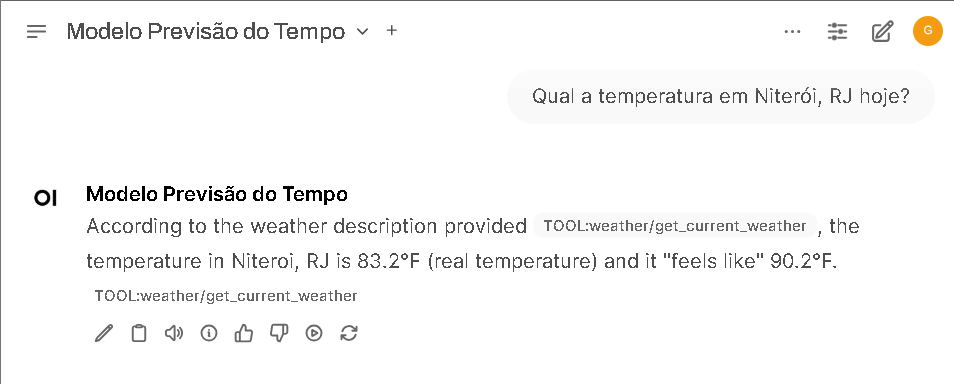 Modelo Previsão do Tempo
G
Qual a temperatura em Niterói, RJ hoje?
OI
Modelo Previsão do Tempo
According to the weather description provided TOOL:weather/get_current_weather , the
temperature in Niteroi, RJ is 83.2°F (real temperature) and it "feels like" 90.2°F.
TOOL:weather/get_current_weather